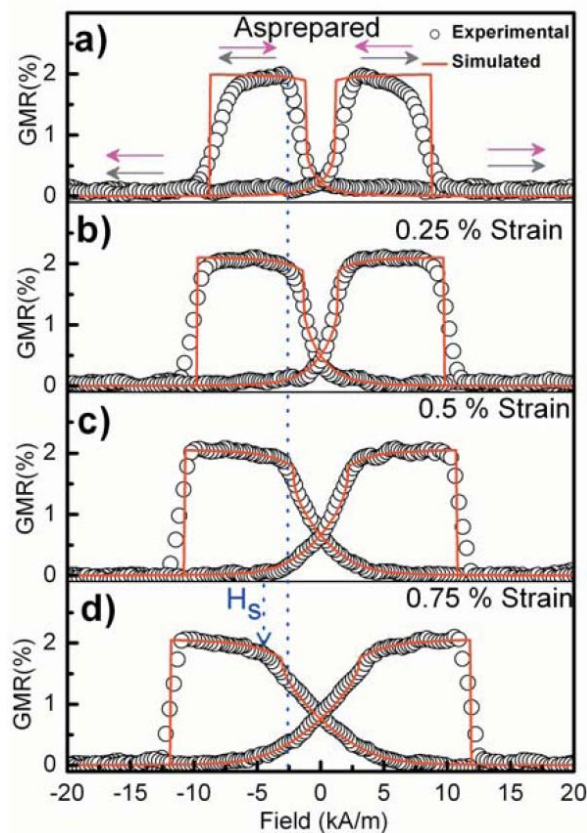 a)
Asprepared
Experimental
Simulated
GMR(%)
2
1
0
b)
0.25 % Strain
GMR(%)
2
1
0
c)
0.5 % Strain
GMR(%)
2
1
0
d)
Hs
0.75 % Strain
GMR(%)
2
1
0
-20 -15 -10 -5 0 5 10 15 20
Field (kA/m)